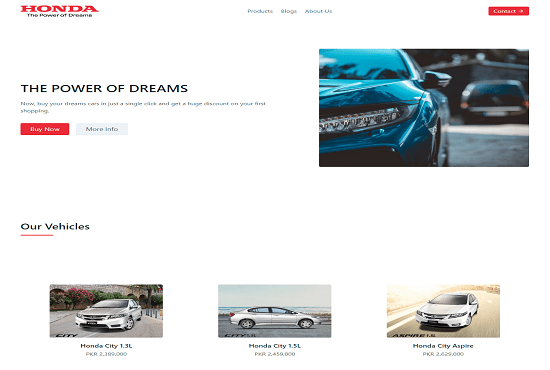 HONDA
The Power of Dreams
Products Blogs About Us
Contact →
THE POWER OF DREAMS
Now, buy your dreams cars in just a single click and get a huge discount on your first
shopping.
Buy Now More Info
Our Vehicles
CITY
ASPIRE 1.5L
Honda City 1.3L Honda City 1.5L Honda City Aspire
PKR 2,389,000 PKR 2,459,000 PKR 2,629,000